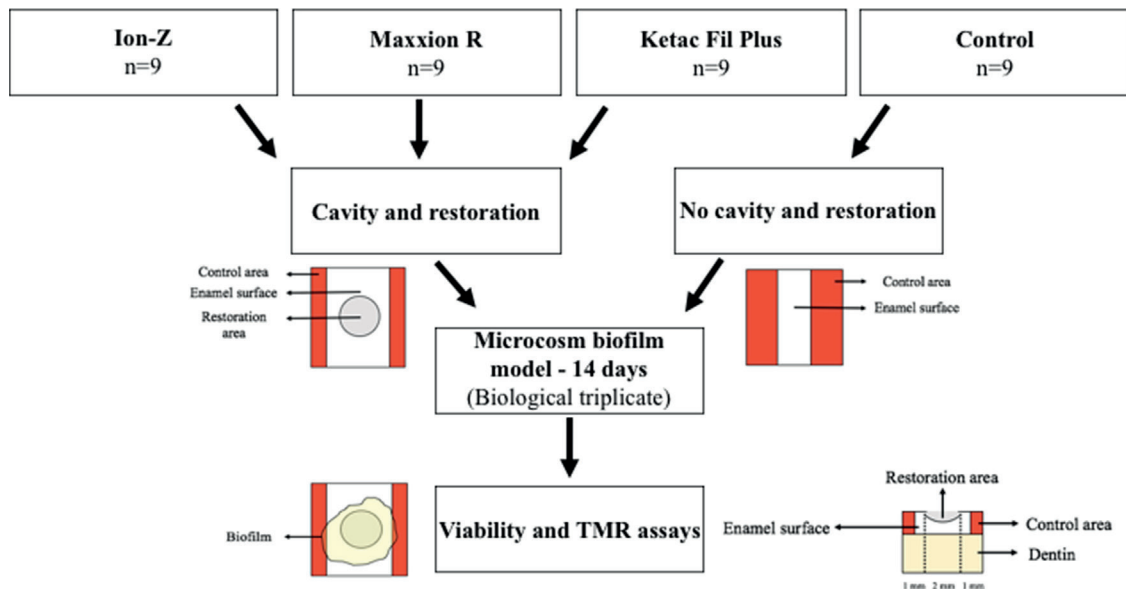 Ion-Z
n=9
Maxxion R
n=9
Ketac Fil Plus
n=9
Control
n=9
Cavity and restoration
No cavity and restoration
Control area
Enamel surface
Restoration
area
Control area
Enamel surface
Microcosm biofilm
model - 14 days
(Biological triplicate)
Biofilm
Viability and TMR assays
Restoration area
Enamel surface
Control area
Dentin
1 mm 2 mm 1 mm